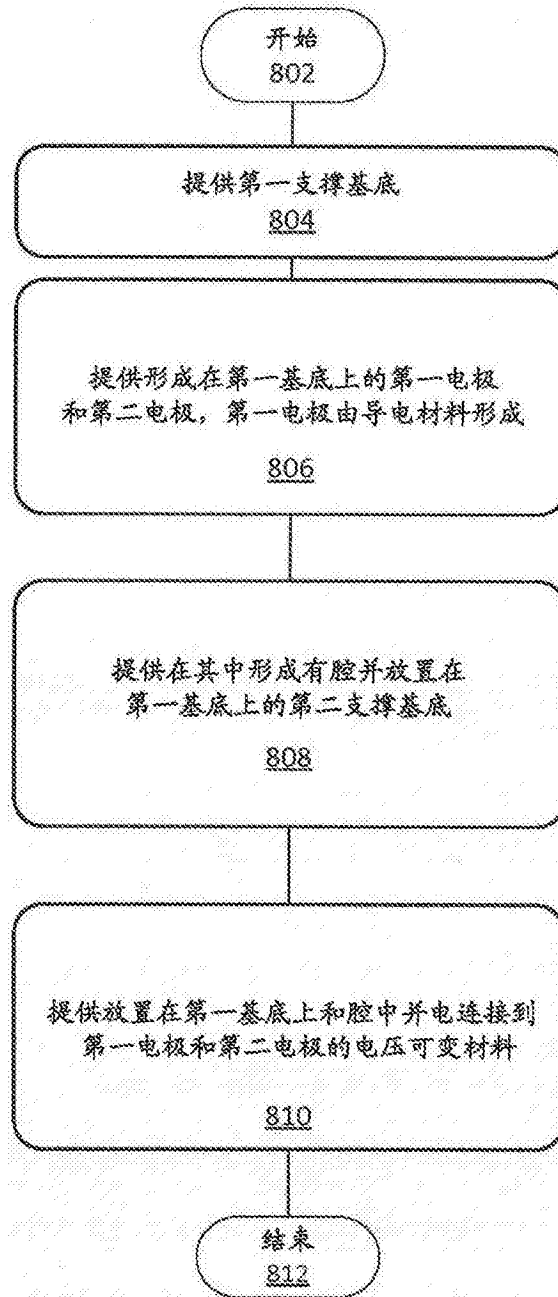 开始
802
提供第一支撑基底
804
提供形成在第一基底上的第一电极
和第二电极，第一电极由导电材料形成
806
提供在其中形成有腔并放置在
第一基底上的第二支撑基底
808
提供放置在第一基底上和腔中并电连接到
第一电极和第二电极的电压可变材料
810
结束
812